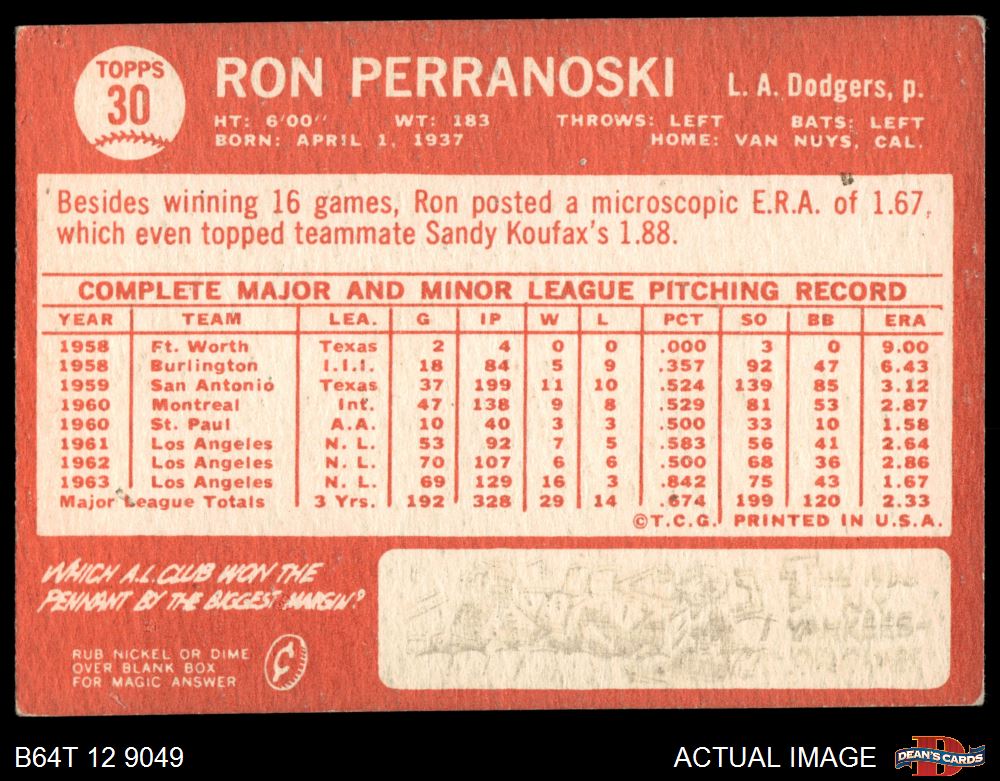 TOPPS
30
RON PERRANOSKI
L. A. Dodgers, p.
HT: 6'00" WT: 183 THROWS: LEFT BATS: LEFT
BORN: APRIL 1, 1937 HOME: VAN NUYS, CAL.
Besides winning 16 games, Ron posted a microscopic E.R.A. of 1.67,
which even topped teammate Sandy Koufax's 1.88.
COMPLETE MAJOR AND MINOR LEAGUE PITCHING RECORD
YEAR TEAM LEA. G IP W L PCT SO BB ERA
1958 Ft. Worth Texas 2 4 0 0 .000 3 0 9.00
1958 Burlington I.I.I. 18 84 5 9 .357 92 47 6.43
1959 San Antonio Texas 37 199 11 10 .524 139 85 3.12
1960 Montreal Int. 47 138 9 8 .529 81 53 2.87
1960 St. Paul A.A. 10 40 3 3 .500 33 10 1.58
1961 Los Angeles N. L. 53 92 7 5 .583 56 41 2.64
1962 Los Angeles N. L. 70 107 6 6 .500 68 36 2.86
1963 Los Angeles N. L. 69 129 16 3 .842 75 43 1.67
Major League Totals 3 Yrs. 192 328 29 14 .674 199 120 2.33
©T.C.G. PRINTED IN U.S.A.
WHICH A.L. CLUB WON THE
PENNANT BY THE BIGGEST MARGIN?
RUB NICKEL OR DIME
OVER BLANK BOX
FOR MAGIC ANSWER
YANKEES-
B64T 12 9049
ACTUAL IMAGE
DEAN'S CARDS